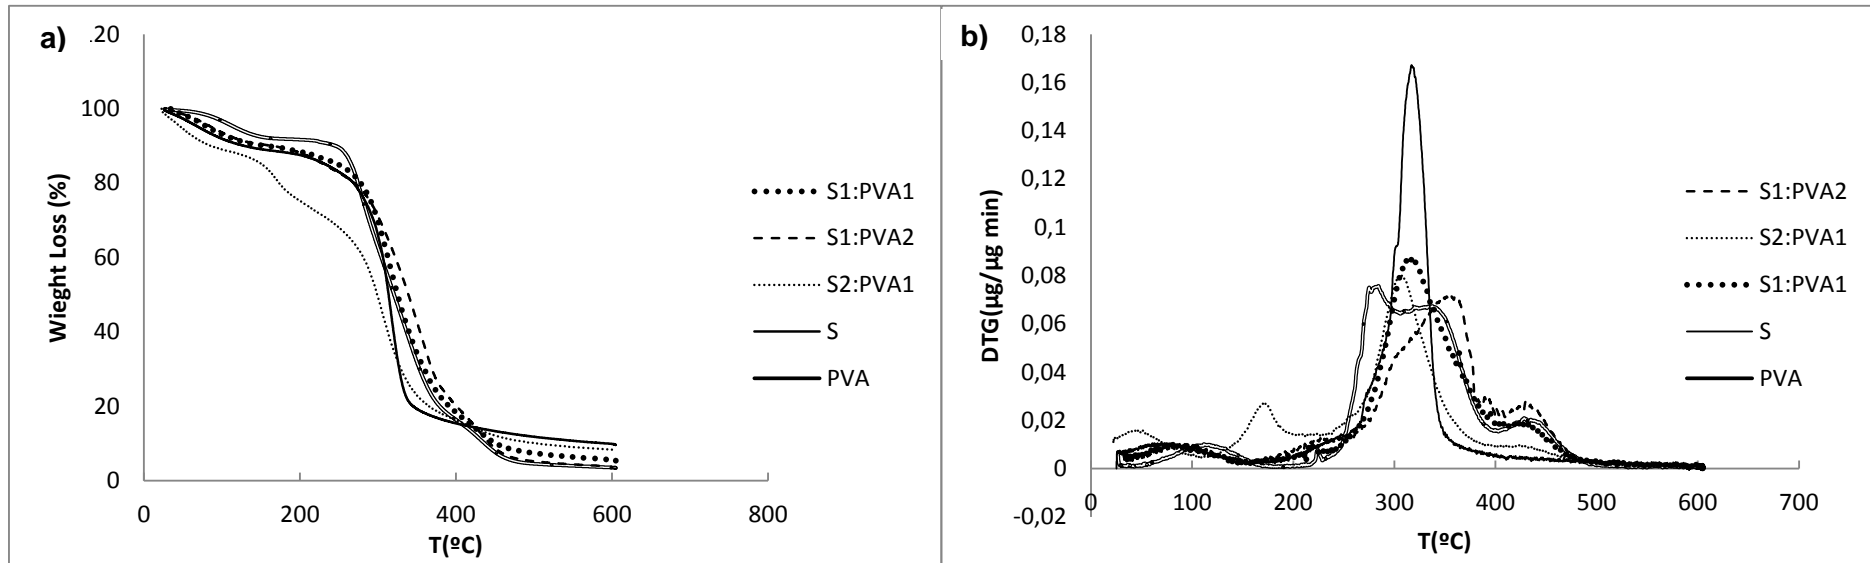 a)
.20
100
80
60
40
20
0
Wieght Loss (%)
0 200 400 600 800
T(ºC)
S1:PVA1
S1:PVA2
S2:PVA1
S
PVA
b)
0,18
0,16
0,14
0,12
0,1
0,08
0,06
0,04
0,02
0
-0,02
DTG(µg/µg min)
0 100 200 300 400 500 600 700
T(ºC)
S1:PVA2
S2:PVA1
S1:PVA1
S
PVA